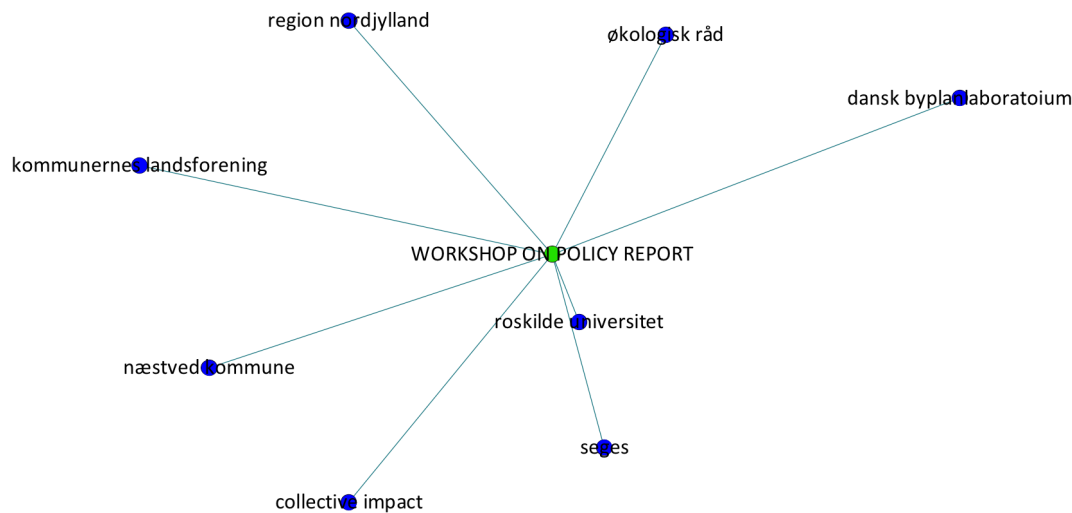 region nordjylland
økologisk råd
dansk byplanlaboratoium
kommunernes landsforening
WORKSHOP ON POLICY REPORT
roskilde universitet
næstved kommune
seges
collective impact